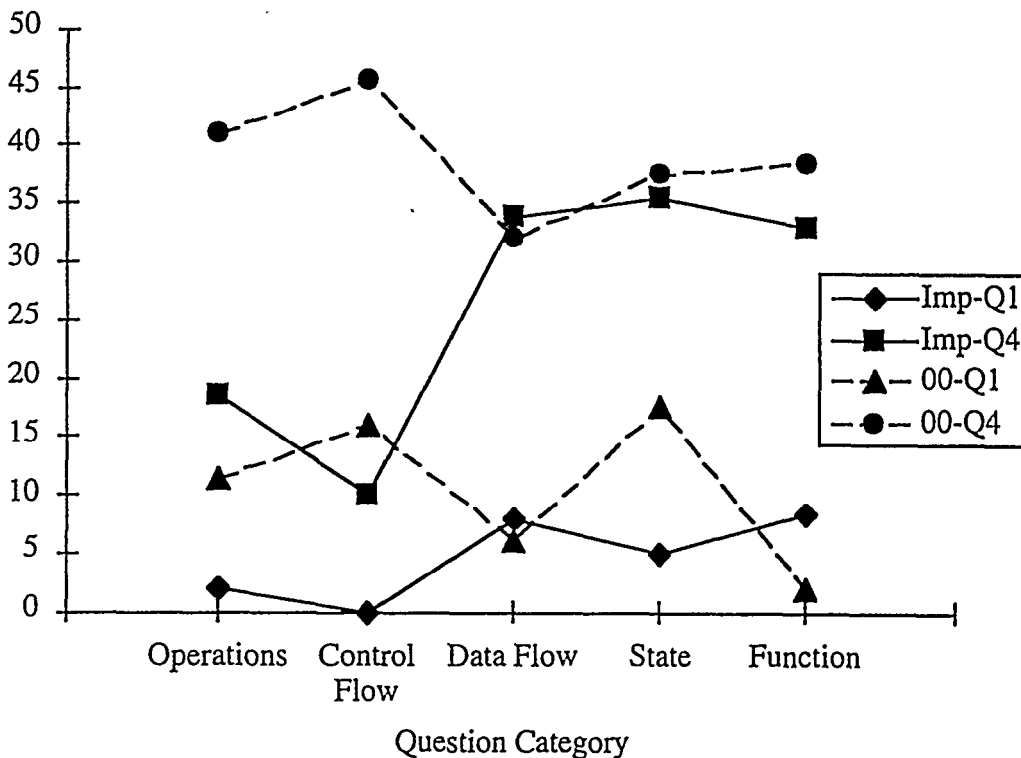 50
45
40
35
30
25
20
15
10
5
0
Operations
Control
Flow
Data Flow
State
Function
Question Category
Imp-Q1
Imp-Q4
00-Q1
00-Q4